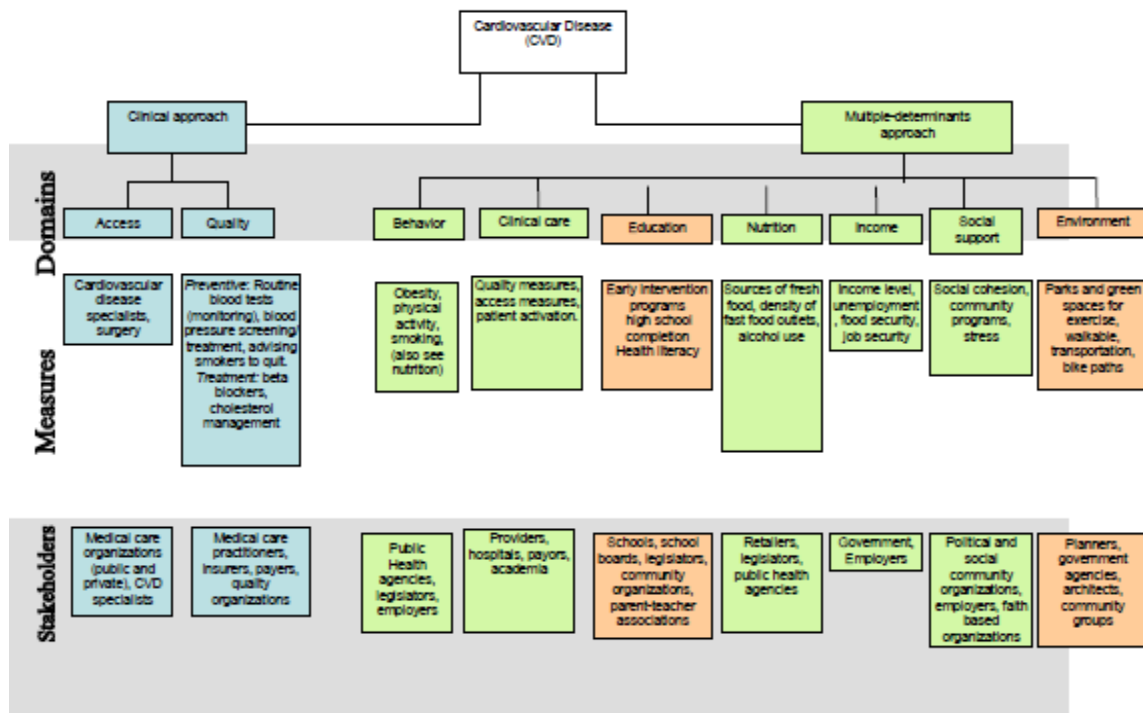 Cardiovascular Disease
(CVD)
Clinical approach
Multiple-determinants
approach
Domains
Access
Quality
Behavior
Clinical care
Education
Nutrition
Income
Social
support
Environment
Measures
Cardiovascular
disease
specialists,
surgery
Preventive: Routine
blood tests
(monitoring), blood
pressure screening/
treatment, advising
smokers to quit.
Treatment: beta
blockers,
cholesterol
management
Obesity,
physical
activity,
smoking,
(also see
nutrition)
Quality measures,
access measures,
patient activation.
Early intervention
programs
high school
completion
Health literacy
Sources of fresh
food, density of
fast food outlets,
alcohol use
Income level,
unemployment
, food security,
job security
Social cohesion,
community
programs,
stress
Parks and green
spaces for
exercise,
walkable,
transportation,
bike paths
Stakeholders
Medical care
organizations
(public and
private), CVD
specialists
Medical care
practitioners,
insurers, payers,
quality
organizations
Public
Health
agencies,
legislators,
employers
Providers,
hospitals, payors,
academia
Schools, school
boards, legislators,
community
organizations,
parent-teacher
associations
Retailers,
legislators,
public health
agencies
Government,
Employers
Political and
social
community
organizations,
employers, faith
based
organizations
Planners,
government
agencies,
architects,
community
groups